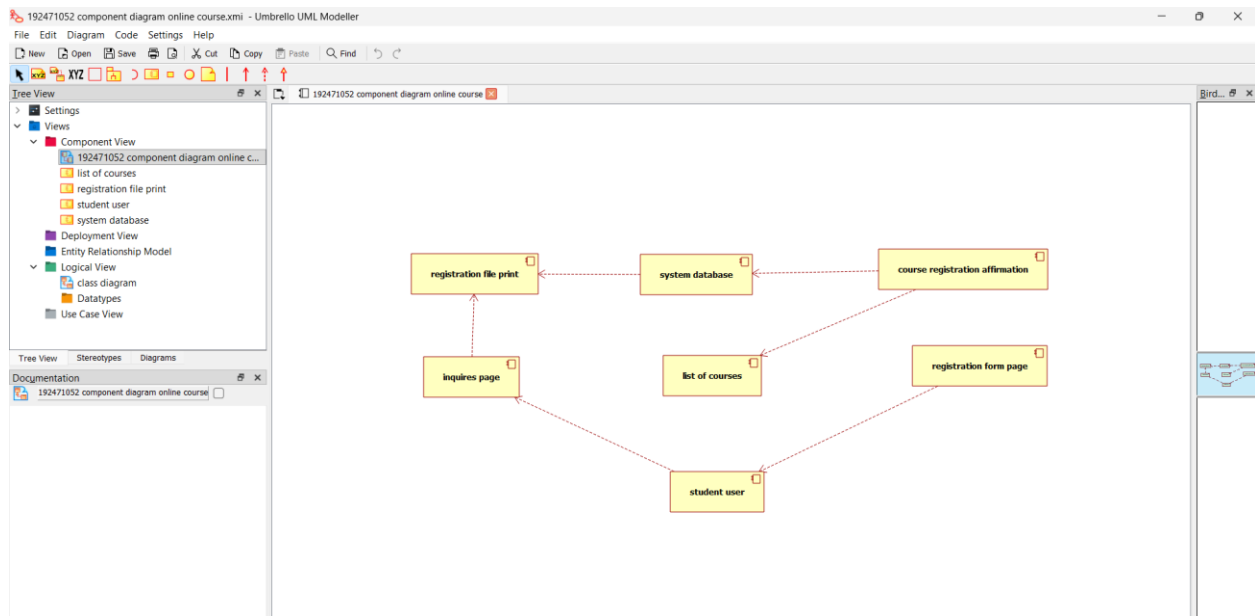 192471052 component diagram online course.xmi - Umbrello UML Modeller
File Edit Diagram Code Settings Help
New Open Save Cut Copy Paste Find
XYZ XYZ
Tree View
192471052 component diagram online course
Bird...
Settings
Views
Component View
192471052 component diagram online c...
list of courses
registration file print
student user
system database
Deployment View
Entity Relationship Model
Logical View
class diagram
Datatypes
Use Case View
Tree View Stereotypes Diagrams
Documentation
192471052 component diagram online course
registration file print
system database
course registration affirmation
inquires page
list of courses
registration form page
student user